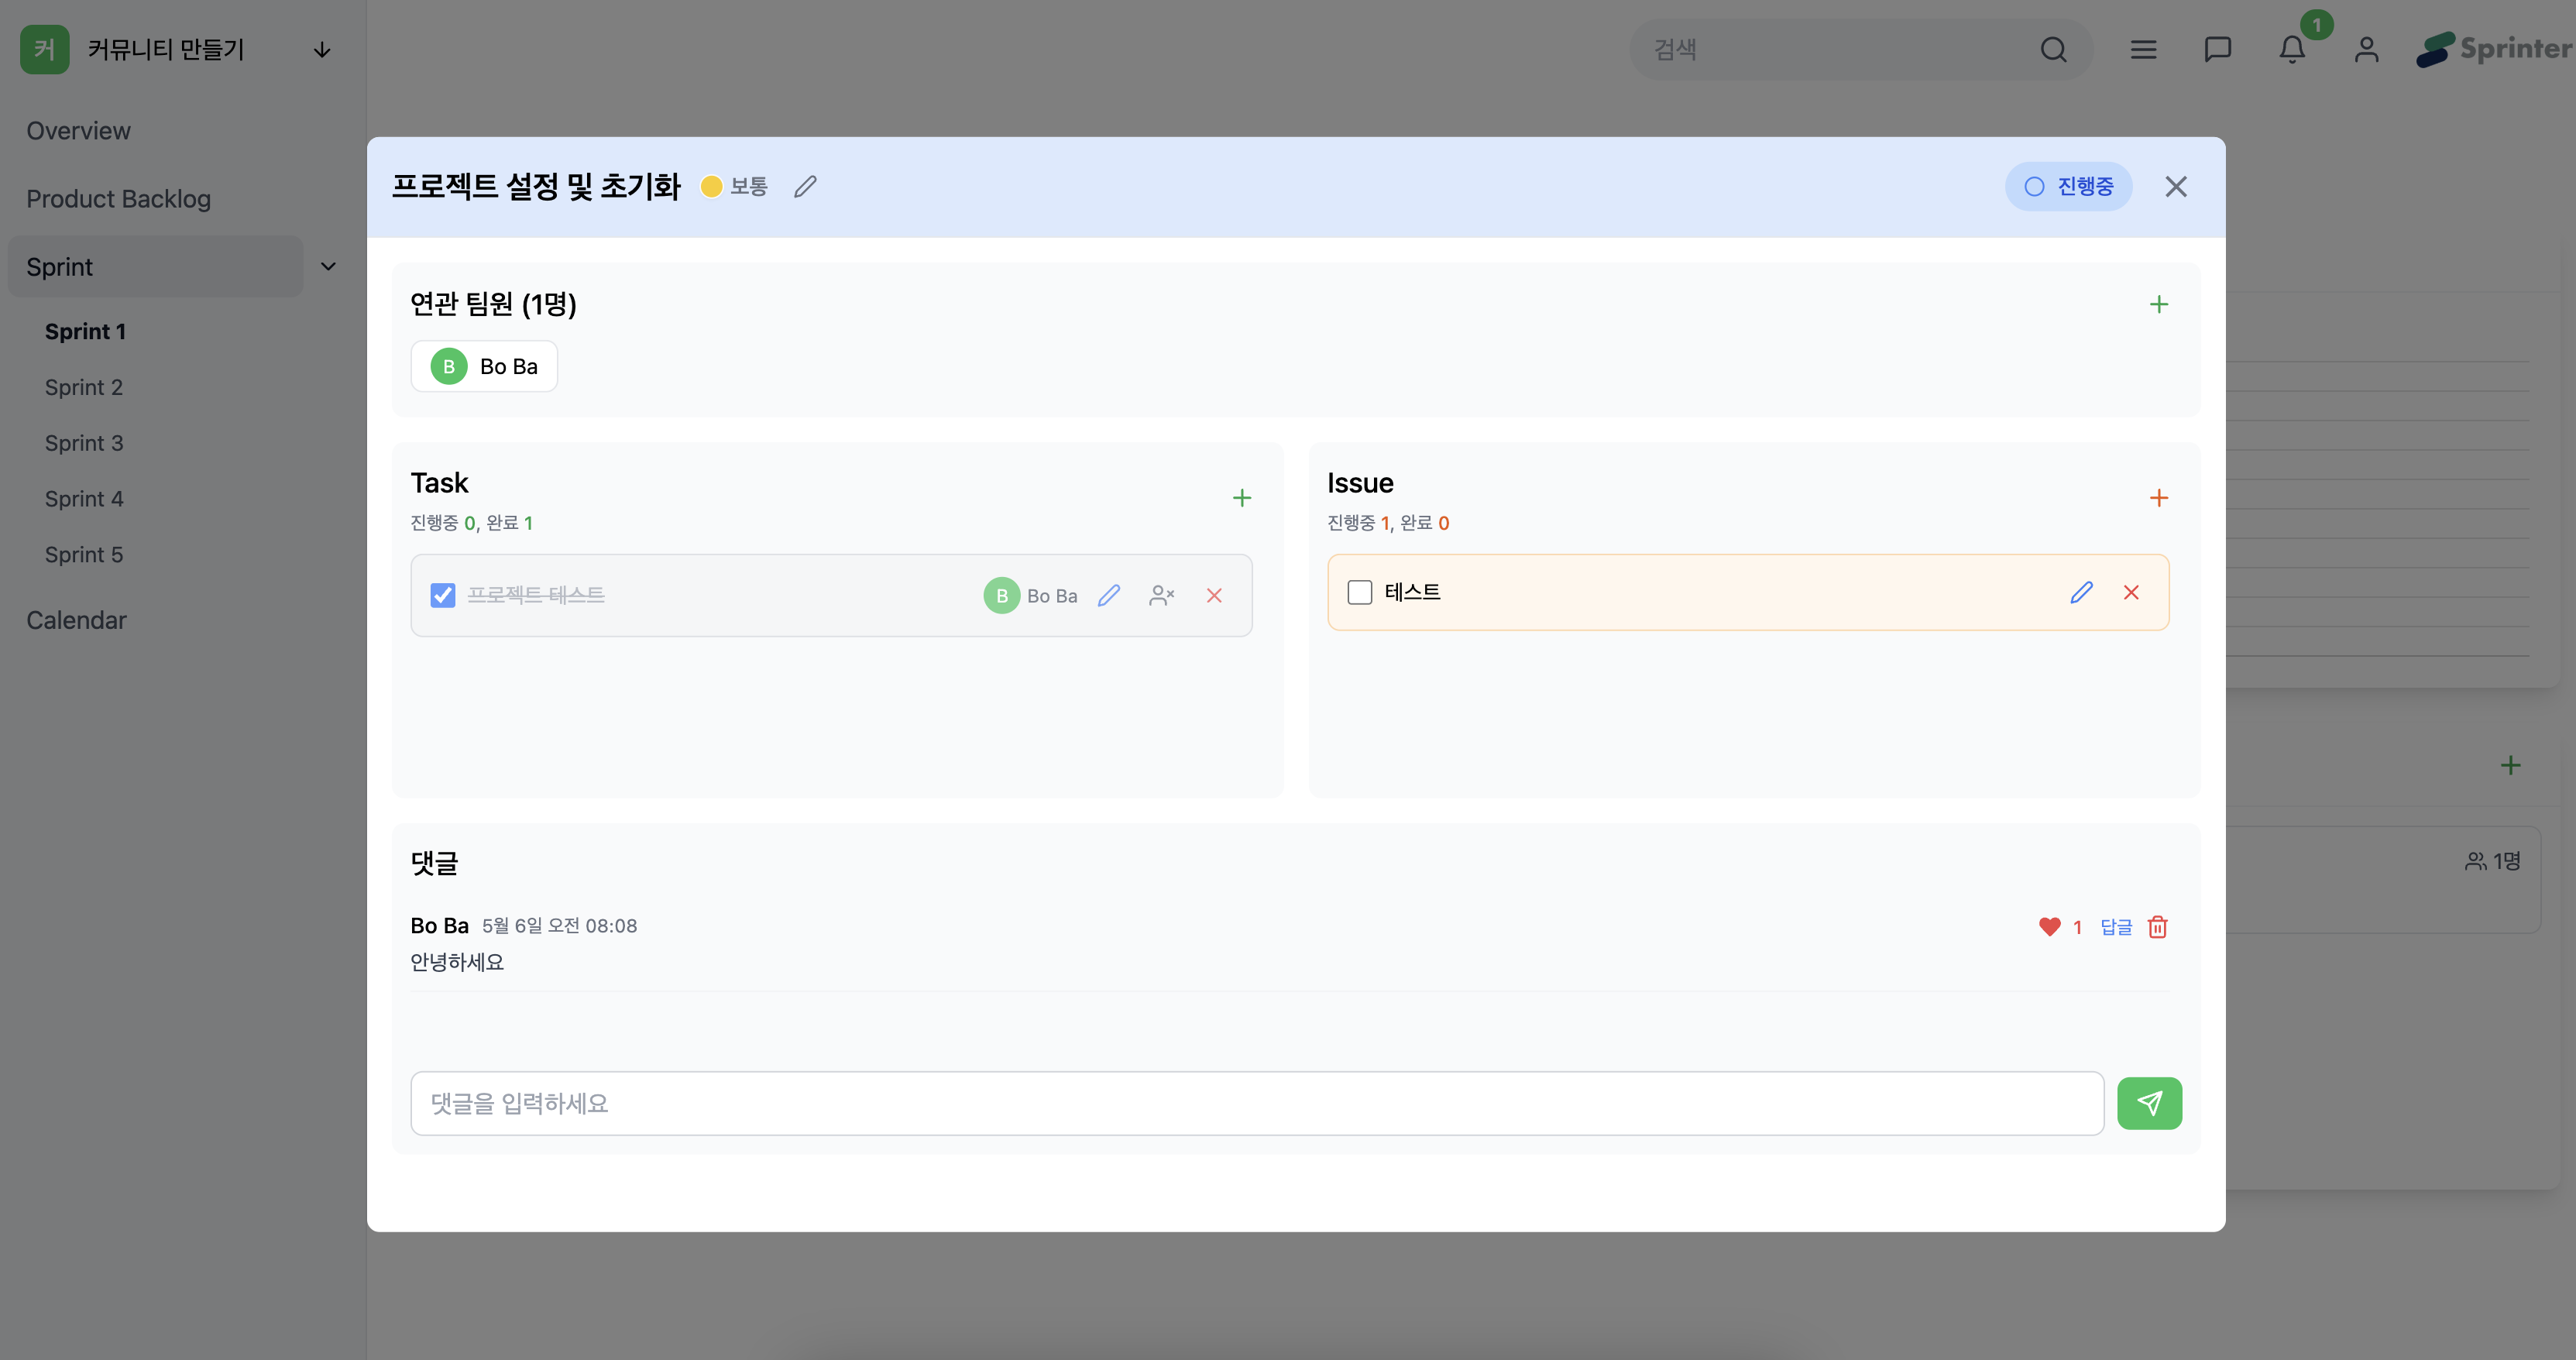 커 커뮤니티 만들기
검색
1
Sprinter
Overview
Product Backlog
Sprint
Sprint 1
Sprint 2
Sprint 3
Sprint 4
Sprint 5
Calendar
프로젝트 설정 및 초기화 보통 진행중
연관 팀원 (1명)
B Bo Ba
Task
진행중 0, 완료 1
프로젝트 테스트 B Bo Ba
Issue
진행중 1, 완료 0
테스트
댓글
Bo Ba 5월 6일 오전 08:08 1 답글
안녕하세요
댓글을 입력하세요
1명